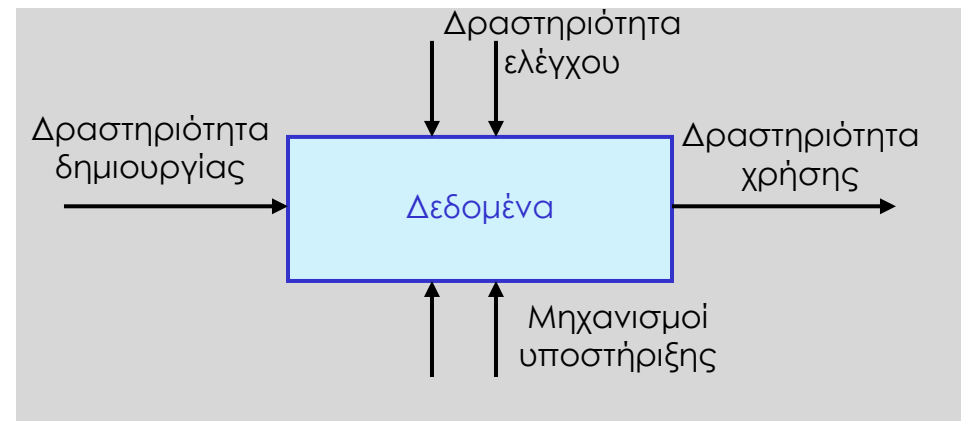 Δραστηριότητα
ελέγχου
Δραστηριότητα
δημιουργίας
Δεδομένα
Δραστηριότητα
χρήσης
Μηχανισμοί
υποστήριξης